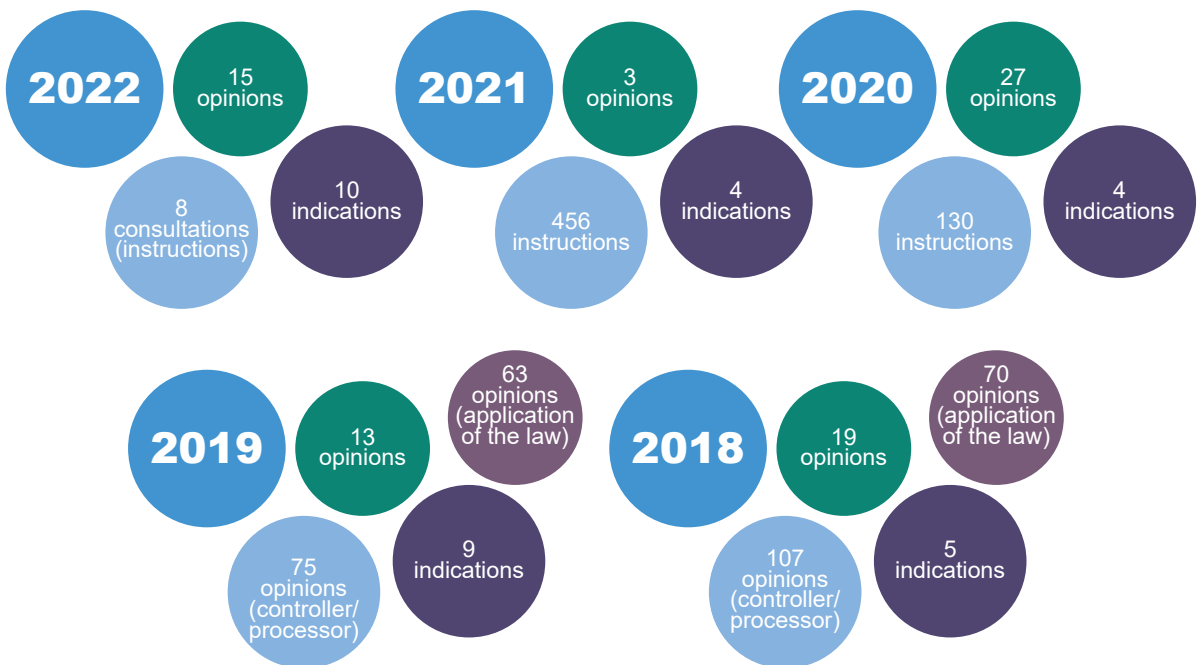 2022
15
opinions
10
indications
8
consultations
(instructions)
2021
3
opinions
4
indications
456
instructions
2020
27
opinions
4
indications
130
instructions
2019
13
opinions
63
opinions
(application
of the law)
9
indications
75
opinions
(controller/
processor)
2018
19
opinions
70
opinions
(application
of the law)
5
indications
107
opinions
(controller/
processor)